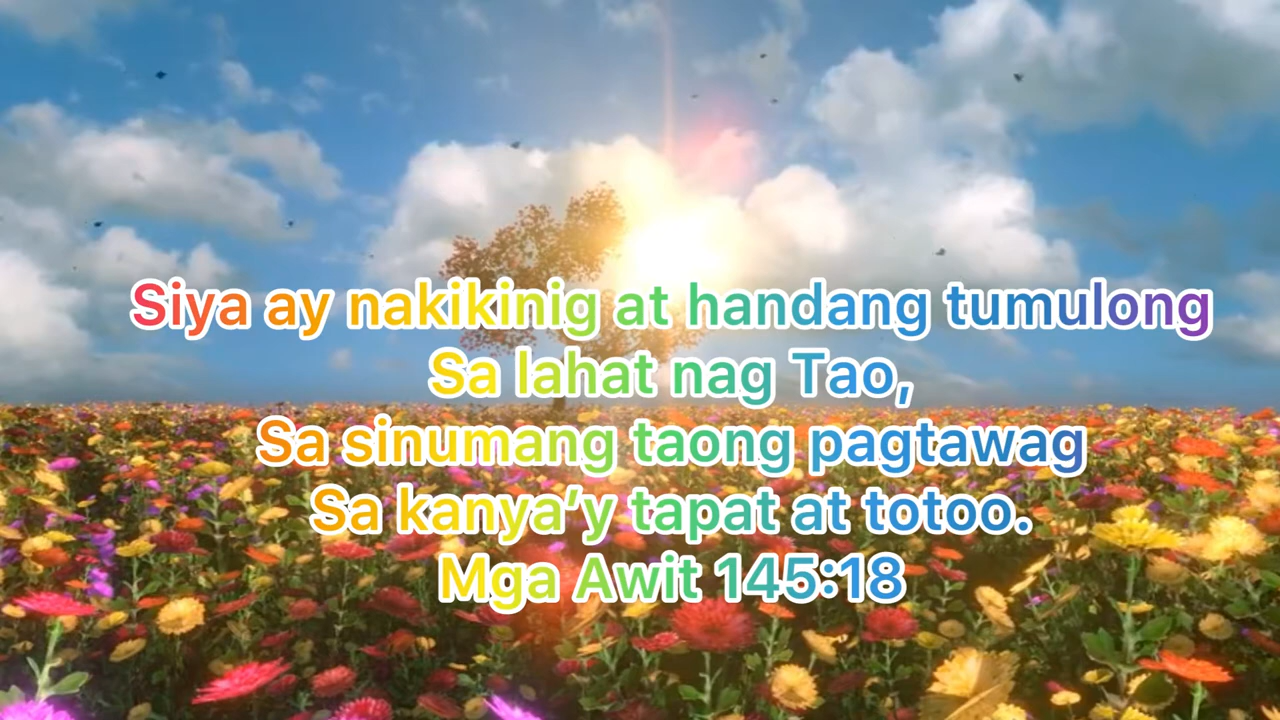 Siya ay nakikinig at handang tumulong
Sa lahat nag Tao,
Sa sinumang taong pagtawag
Sa kanya’y tapat at totoo.
Mga Awit 145:18